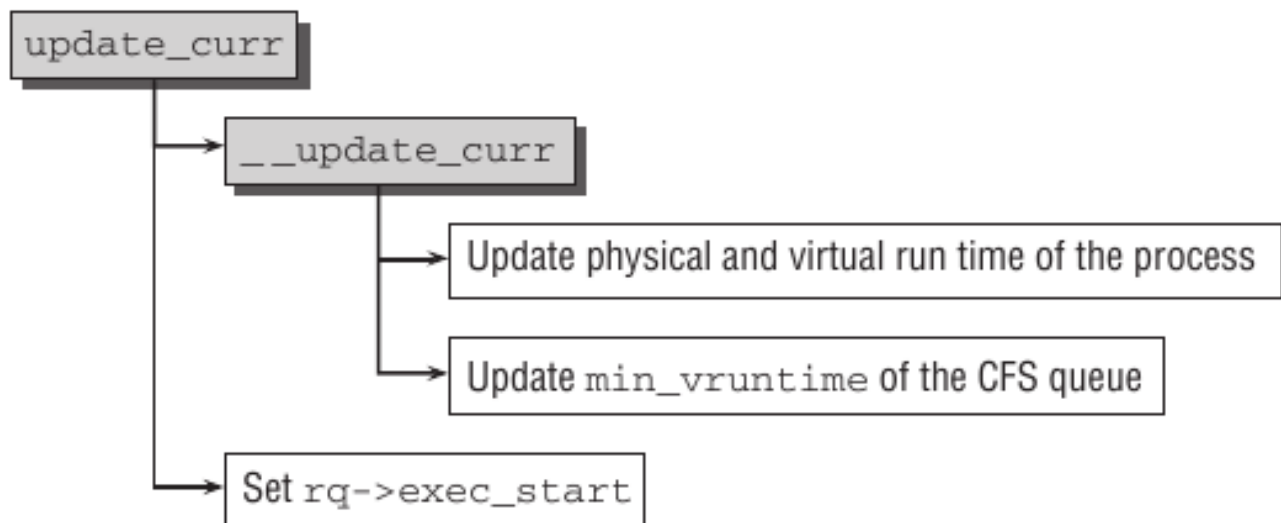 update_curr
__update_curr
Update physical and virtual run time of the process
Update min_vruntime of the CFS queue
Set rq->exec_start